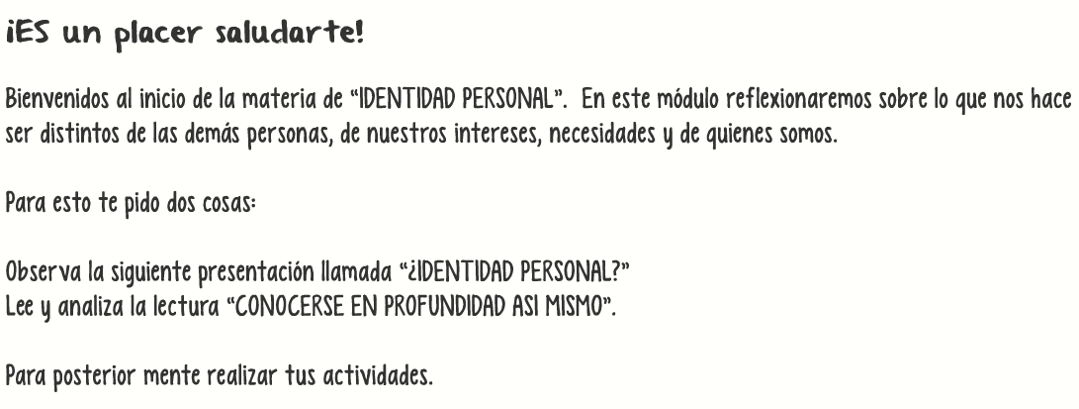 ¡ES un placer saludarte!
Bienvenidos al inicio de la materia de “IDENTIDAD PERSONAL”. En este módulo reflexionaremos sobre lo que nos hace
ser distintos de las demás personas, de nuestros intereses, necesidades y de quienes somos.
Para esto te pido dos cosas:
Observa la siguiente presentación llamada “¿IDENTIDAD PERSONAL?”
Lee y analiza la lectura “CONOCERSE EN PROFUNDIDAD ASI MISMO”.
Para posterior mente realizar tus actividades.